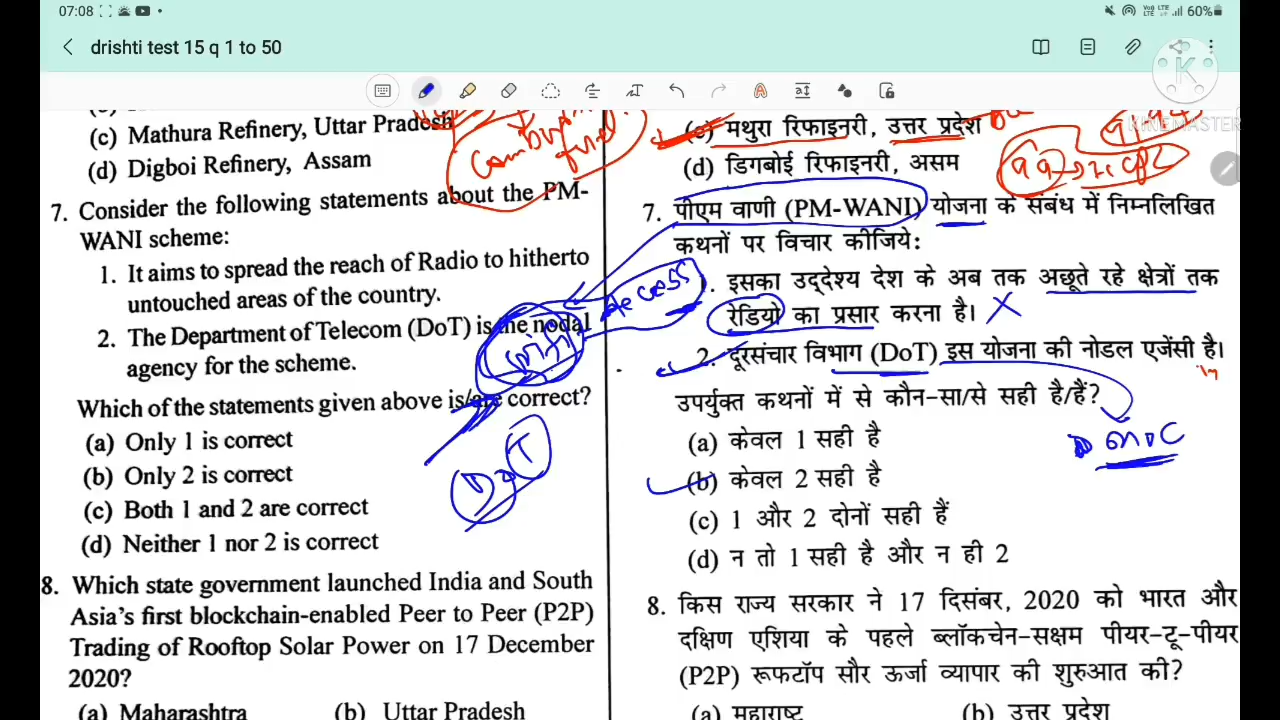 07:08
60%
drishti test 15 q 1 to 50
KINEMASTER
(c) Mathura Refinery, Uttar Pradesh
(d) Digboi Refinery, Assam
7. Consider the following statements about the PM-
WANI scheme:
1. It aims to spread the reach of Radio to hitherto
untouched areas of the country.
2. The Department of Telecom (DoT) is the nodal
agency for the scheme.
Which of the statements given above is/are correct?
(a) Only 1 is correct
(b) Only 2 is correct
(c) Both 1 and 2 are correct
(d) Neither 1 nor 2 is correct
DoT
wifi
8. Which state government launched India and South
Asia's first blockchain-enabled Peer to Peer (P2P)
Trading of Rooftop Solar Power on 17 December
2020?
(a) Maharashtra (b) Uttar Pradesh
(c) मथुरा रिफाइनरी, उत्तर प्रदेश
(d) डिगबोई रिफाइनरी, असम
7. पीएम वाणी (PM-WANI) योजना के संबंध में निम्नलिखित
कथनों पर विचार कीजिये:
इसका उद्देश्य देश के अब तक अछूते रहे क्षेत्रों तक
रेडियो का प्रसार करना है।
2. दूरसंचार विभाग (DoT) इस योजना की नोडल एजेंसी है।
उपर्युक्त कथनों में से कौन-सा/से सही है/हैं?
(a) केवल 1 सही है
(b) केवल 2 सही है
(c) 1 और 2 दोनों सही हैं
(d) न तो 1 सही है और न ही 2
MoC
8. किस राज्य सरकार ने 17 दिसंबर, 2020 को भारत और
दक्षिण एशिया के पहले ब्लॉकचेन-सक्षम पीयर-टू-पीयर
(P2P) रूफटॉप सौर ऊर्जा व्यापार की शुरुआत की?
(a) महाराष्ट्र (b) उत्तर प्रदेश